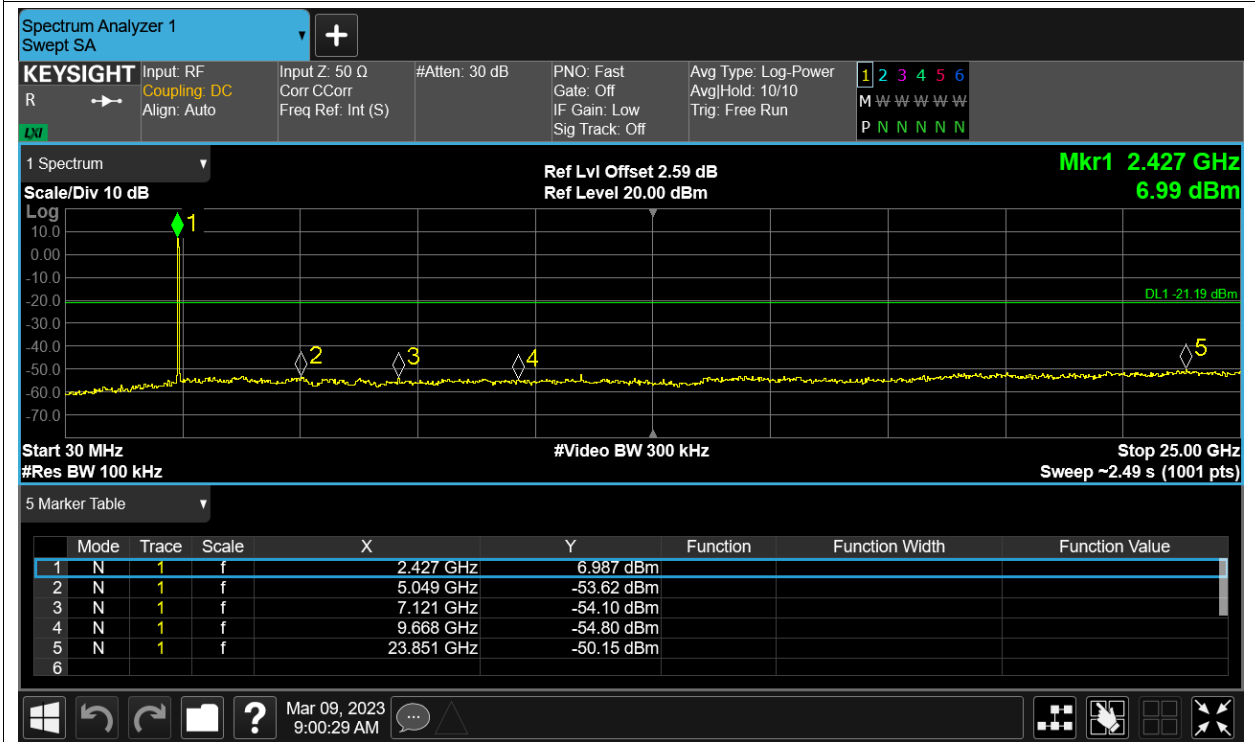 Spectrum Analyzer 1
Swept SA
+
KEYSIGHT Input: RF Input Z: 50 Ω #Atten: 30 dB PNO: Fast Avg Type: Log-Power 1 2 3 4 5 6
R Coupling: DC Corr CCorr Gate: Off Avg|Hold: 10/10 M W W W W W
Align: Auto Freq Ref: Int (S) IF Gain: Low Trig: Free Run
LXI Sig Track: Off P N N N N N
1 Spectrum Ref Lvl Offset 2.59 dB Mkr1 2.427 GHz
Scale/Div 10 dB Ref Level 20.00 dBm 6.99 dBm
Log
1
10.0
0.00
-10.0
DL1 -21.19 dBm
-20.0
-30.0
-40.0
2 3 4 5
-50.0
-60.0
-70.0
Start 30 MHz #Video BW 300 kHz Stop 25.00 GHz
#Res BW 100 kHz Sweep ~2.49 s (1001 pts)
5 Marker Table
Mode Trace Scale X Y Function Function Width Function Value
1 N 1 f 2.427 GHz 6.987 dBm
2 N 1 f 5.049 GHz -53.62 dBm
3 N 1 f 7.121 GHz -54.10 dBm
4 N 1 f 9.668 GHz -54.80 dBm
5 N 1 f 23.851 GHz -50.15 dBm
6
? Mar 09, 2023
9:00:29 AM